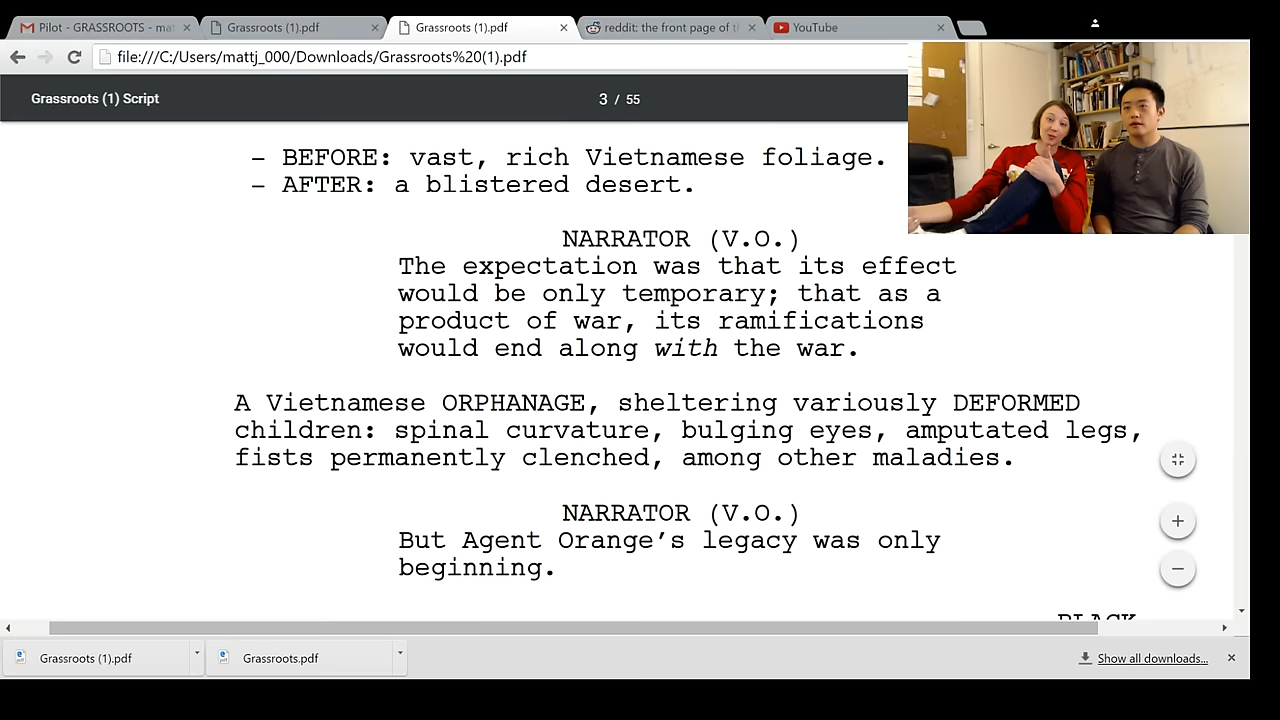 Pilot - GRASSROOTS - ma
Grassroots (1).pdf
Grassroots (1).pdf
reddit: the front page of t
YouTube
file:///C:/Users/mattj_000/Downloads/Grassroots%20(1).pdf
Grassroots (1) Script
3 / 55
– BEFORE: vast, rich Vietnamese foliage.
– AFTER: a blistered desert.
NARRATOR (V.O.)
The expectation was that its effect
would be only temporary; that as a
product of war, its ramifications
would end along with the war.
A Vietnamese ORPHANAGE, sheltering variously DEFORMED
children: spinal curvature, bulging eyes, amputated legs,
fists permanently clenched, among other maladies.
NARRATOR (V.O.)
But Agent Orange’s legacy was only
beginning.
BLACK
Grassroots (1).pdf
Grassroots.pdf
Show all downloads...